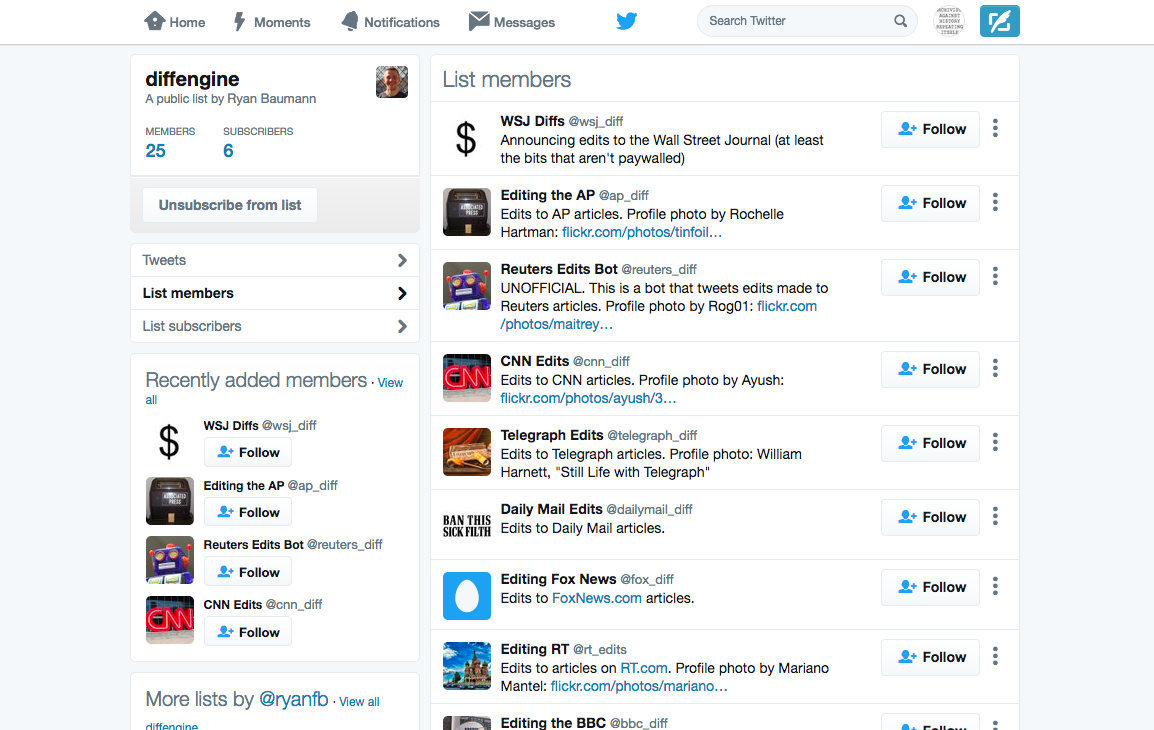 Home
Moments
Notifications
Messages
Search Twitter
ARCHIVISTS
AGAINST
HISTORY
REPEATING
ITSELF
diffengine
A public list by Ryan Baumann
MEMBERS SUBSCRIBERS
25 6
Unsubscribe from list
Tweets
List members
List subscribers
Recently added members · View
all
$
WSJ Diffs @wsj_diff
Follow
ASSOCIATED
PRESS
Editing the AP @ap_diff
Follow
Reuters Edits Bot @reuters_diff
Follow
CNN
CNN Edits @cnn_diff
Follow
More lists by @ryanfb · View all
diffengine
List members
$
WSJ Diffs @wsj_diff
Announcing edits to the Wall Street Journal (at least
the bits that aren't paywalled)
Follow
ASSOCIATED
PRESS
Editing the AP @ap_diff
Edits to AP articles. Profile photo by Rochelle
Hartman: flickr.com/photos/tinfoil…
Follow
Reuters Edits Bot @reuters_diff
UNOFFICIAL. This is a bot that tweets edits made to
Reuters articles. Profile photo by Rog01: flickr.com
/photos/maitrey…
Follow
CNN
CNN Edits @cnn_diff
Edits to CNN articles. Profile photo by Ayush:
flickr.com/photos/ayush/3…
Follow
Telegraph Edits @telegraph_diff
Edits to Telegraph articles. Profile photo: William
Harnett, "Still Life with Telegraph"
Follow
BAN THIS
SICK FILTH
Daily Mail Edits @dailymail_diff
Edits to Daily Mail articles.
Follow
Editing Fox News @fox_diff
Edits to FoxNews.com articles.
Follow
Editing RT @rt_edits
Edits to articles on RT.com. Profile photo by Mariano
Mantel: flickr.com/photos/mariano…
Follow
Editing the BBC @bbc_diff
Follow